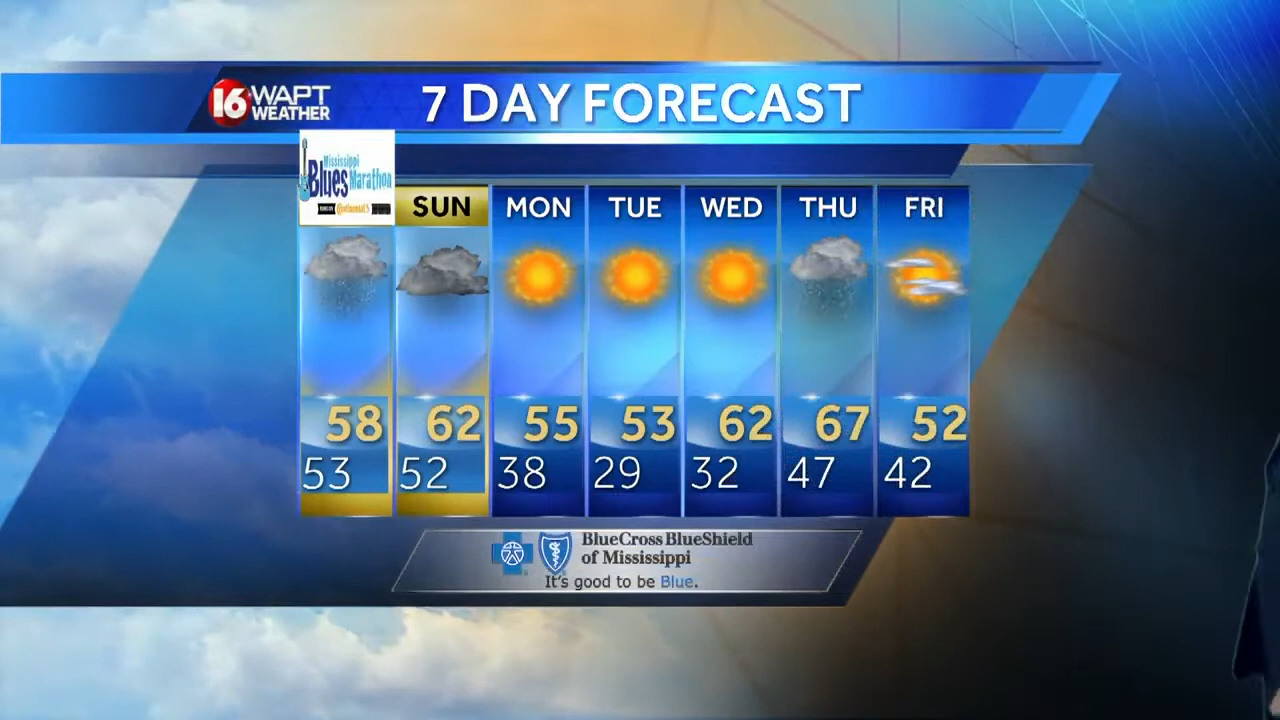 16 WAPT
WEATHER
7 DAY FORECAST
Mississippi
Blues Marathon
Continental
SUN MON TUE WED THU FRI
58 62 55 53 62 67 52
53 52 38 29 32 47 42
BlueCross BlueShield
of Mississippi
It's good to be Blue.